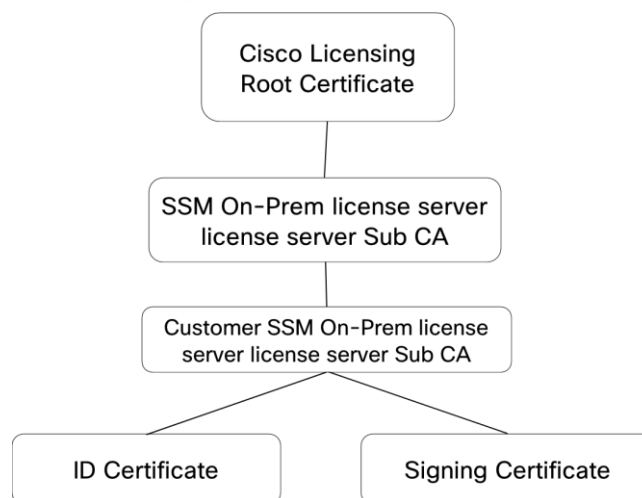 Cisco Licensing
Root Certificate
SSM On-Prem license server
license server Sub CA
Customer SSM On-Prem license
server license server Sub CA
ID Certificate
Signing Certificate